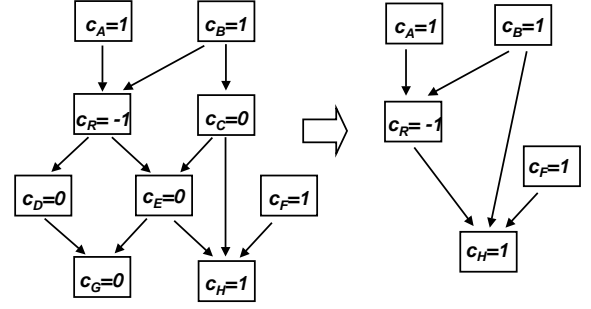 c_A=1
c_B=1
c_R= -1
c_C=0
c_D=0
c_E=0
c_F=1
c_G=0
c_H=1
c_A=1
c_B=1
c_R= -1
c_F=1
c_H=1